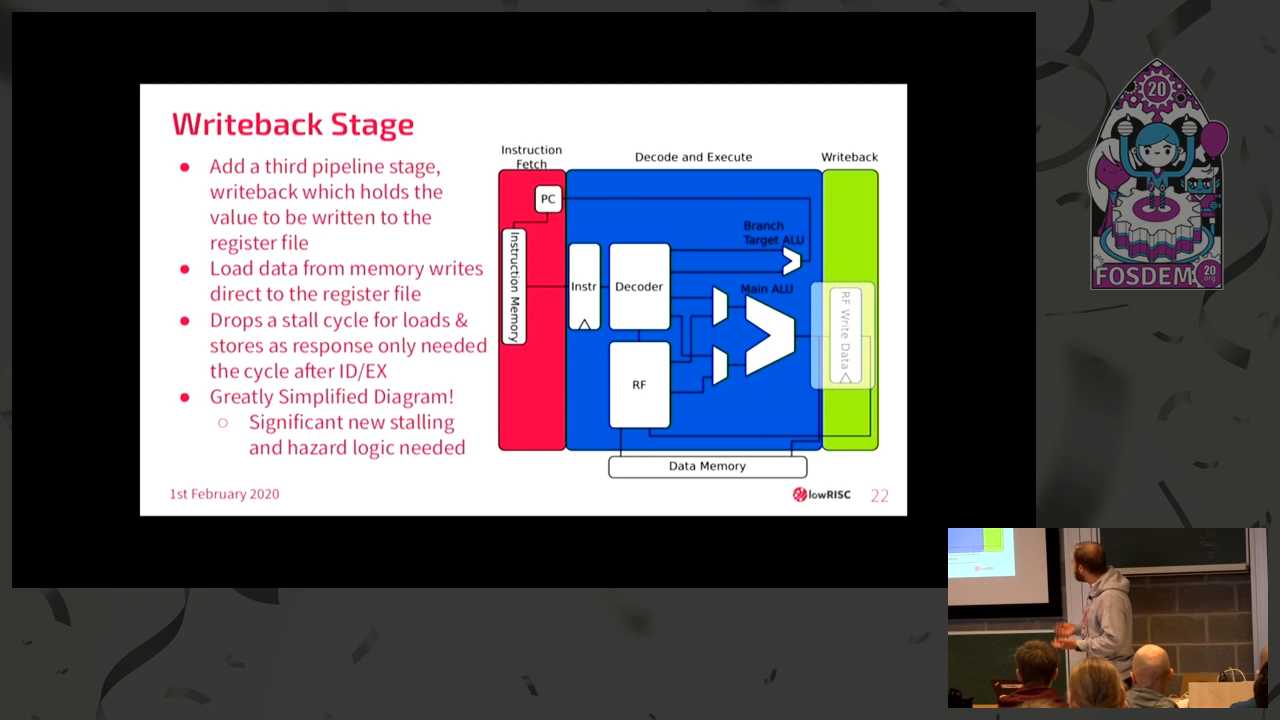 Writeback Stage
● Add a third pipeline stage,
writeback which holds the
value to be written to the
register file
● Load data from memory writes
direct to the register file
● Drops a stall cycle for loads &
stores as response only needed
the cycle after ID/EX
● Greatly Simplified Diagram!
○ Significant new stalling
and hazard logic needed
Instruction
Fetch
Decode and Execute
Writeback
PC
Instruction Memory
Instr
Decoder
RF
Branch
Target ALU
Main ALU
RF Write Data
Data Memory
1st February 2020
lowRISC
22
20
FOSDEM
20
.org